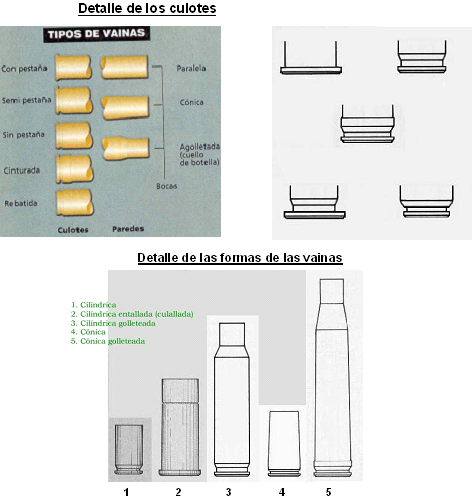 Detalle de los culotes
TIPOS DE VAINAS
Con pestaña
Paralela
Semi pestaña
Cónica
Sin pestaña
Agolletada
(cuello
de botella)
Cinturada
Bocas
Rebatida
Culotes
Paredes
Detalle de las formas de las vainas
1. Cilíndrica
2. Cilíndrica entallada (culallada)
3. Cilíndrica golleteada
4. Cónica
5. Cónica golleteada
1 2 3 4 5